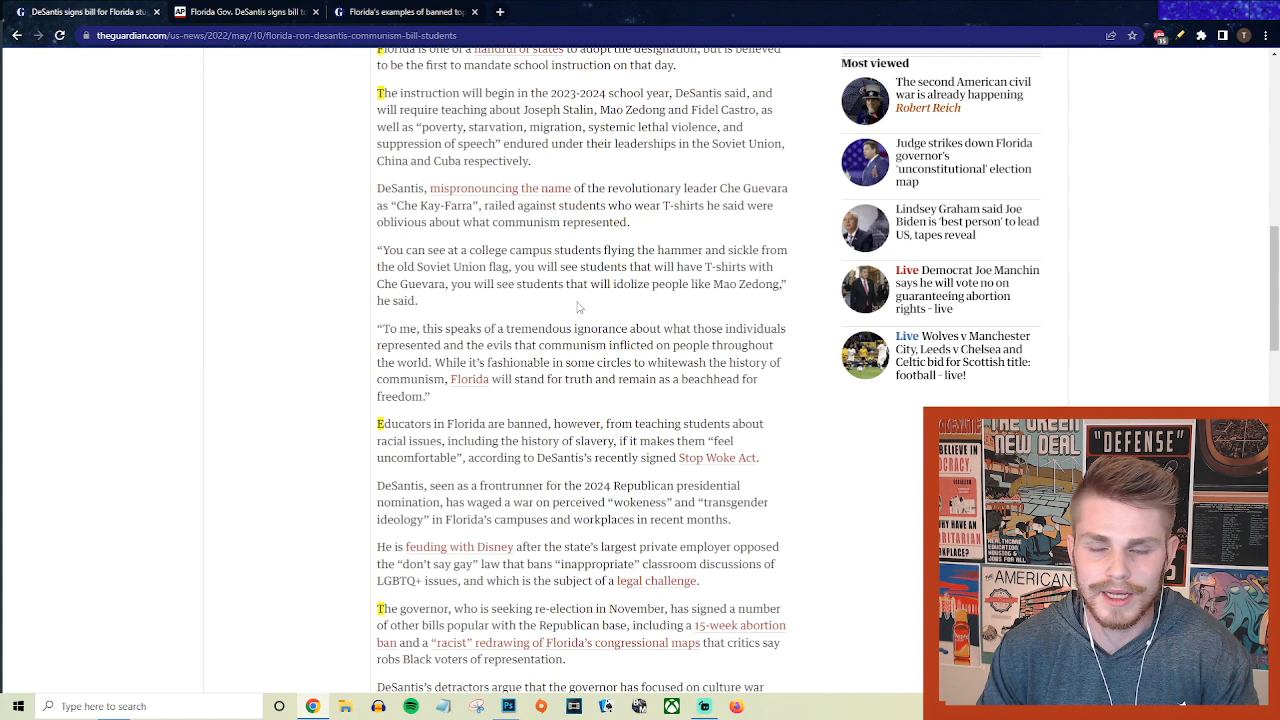 DeSantis signs bill for Florida stu
Florida Gov. DeSantis signs bill to
Florida's examples of banned top
theguardian.com/us-news/2022/may/10/florida-ron-desantis-communism-bill-students
Florida is one of a handful of states to adopt the designation, but is believed
to be the first to mandate school instruction on that day.
The instruction will begin in the 2023-2024 school year, DeSantis said, and
will require teaching about Joseph Stalin, Mao Zedong and Fidel Castro, as
well as “poverty, starvation, migration, systemic lethal violence, and
suppression of speech” endured under their leaderships in the Soviet Union,
China and Cuba respectively.
DeSantis, mispronouncing the name of the revolutionary leader Che Guevara
as “Che Kay-Farra”, railed against students who wear T-shirts he said were
oblivious about what communism represented.
“You can see at a college campus students flying the hammer and sickle from
the old Soviet Union flag, you will see students that will have T-shirts with
Che Guevara, you will see students that will idolize people like Mao Zedong,”
he said.
“To me, this speaks of a tremendous ignorance about what those individuals
represented and the evils that communism inflicted on people throughout
the world. While it’s fashionable in some circles to whitewash the history of
communism, Florida will stand for truth and remain as a beachhead for
freedom.”
Educators in Florida are banned, however, from teaching students about
racial issues, including the history of slavery, if it makes them “feel
uncomfortable”, according to DeSantis’s recently signed Stop Woke Act.
DeSantis, seen as a frontrunner for the 2024 Republican presidential
nomination, has waged a war on perceived “wokeness” and “transgender
ideology” in Florida’s campuses and workplaces in recent months.
He is feuding with Disney after the state’s largest private employer opposed
the “don’t say gay” law that bans “inappropriate” classroom discussions of
LGBTQ+ issues, and which is the subject of a legal challenge.
The governor, who is seeking re-election in November, has signed a number
of other bills popular with the Republican base, including a 15-week abortion
ban and a “racist” redrawing of Florida’s congressional maps that critics say
robs Black voters of representation.
DeSantis’s detractors argue that the governor has focused on culture war
Most viewed
The second American civil
war is already happening
Robert Reich
Judge strikes down Florida
governor’s
‘unconstitutional’ election
map
Lindsey Graham said Joe
Biden is ‘best person’ to lead
US, tapes reveal
Live Democrat Joe Manchin
says he will vote no on
guaranteeing abortion
rights – live
Live Wolves v Manchester
City, Leeds v Chelsea and
Celtic bid for Scottish title:
football – live!
THE GREEN
NEW DEAL
"DEFENSE"
BELIEVE IN
HEALTHCARE
EDUCATION
HOUSING &
JOBS FOR ALL
WHY HAVE AN
THE AMERICAN
Type here to search